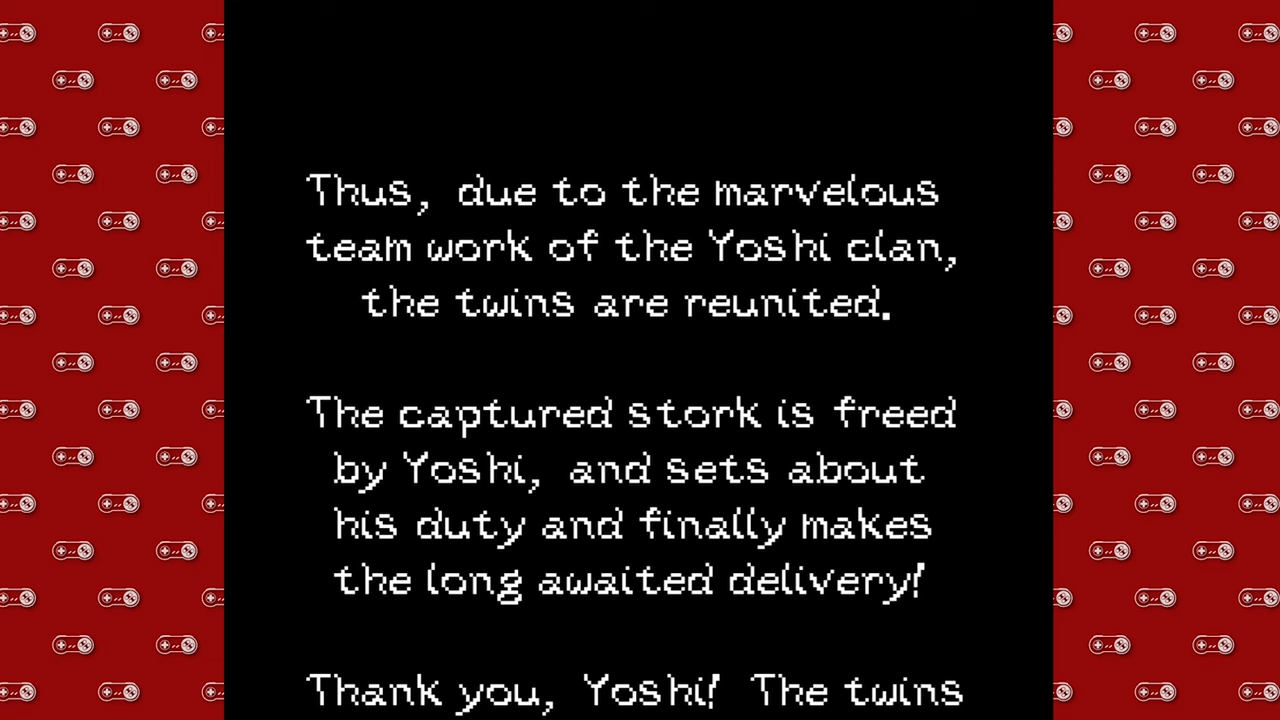 Thus, due to the marvelous
team work of the Yoshi clan,
the twins are reunited.
The captured stork is freed
by Yoshi, and sets about
his duty and finally makes
the long awaited delivery!
Thank you, Yoshi! The twins